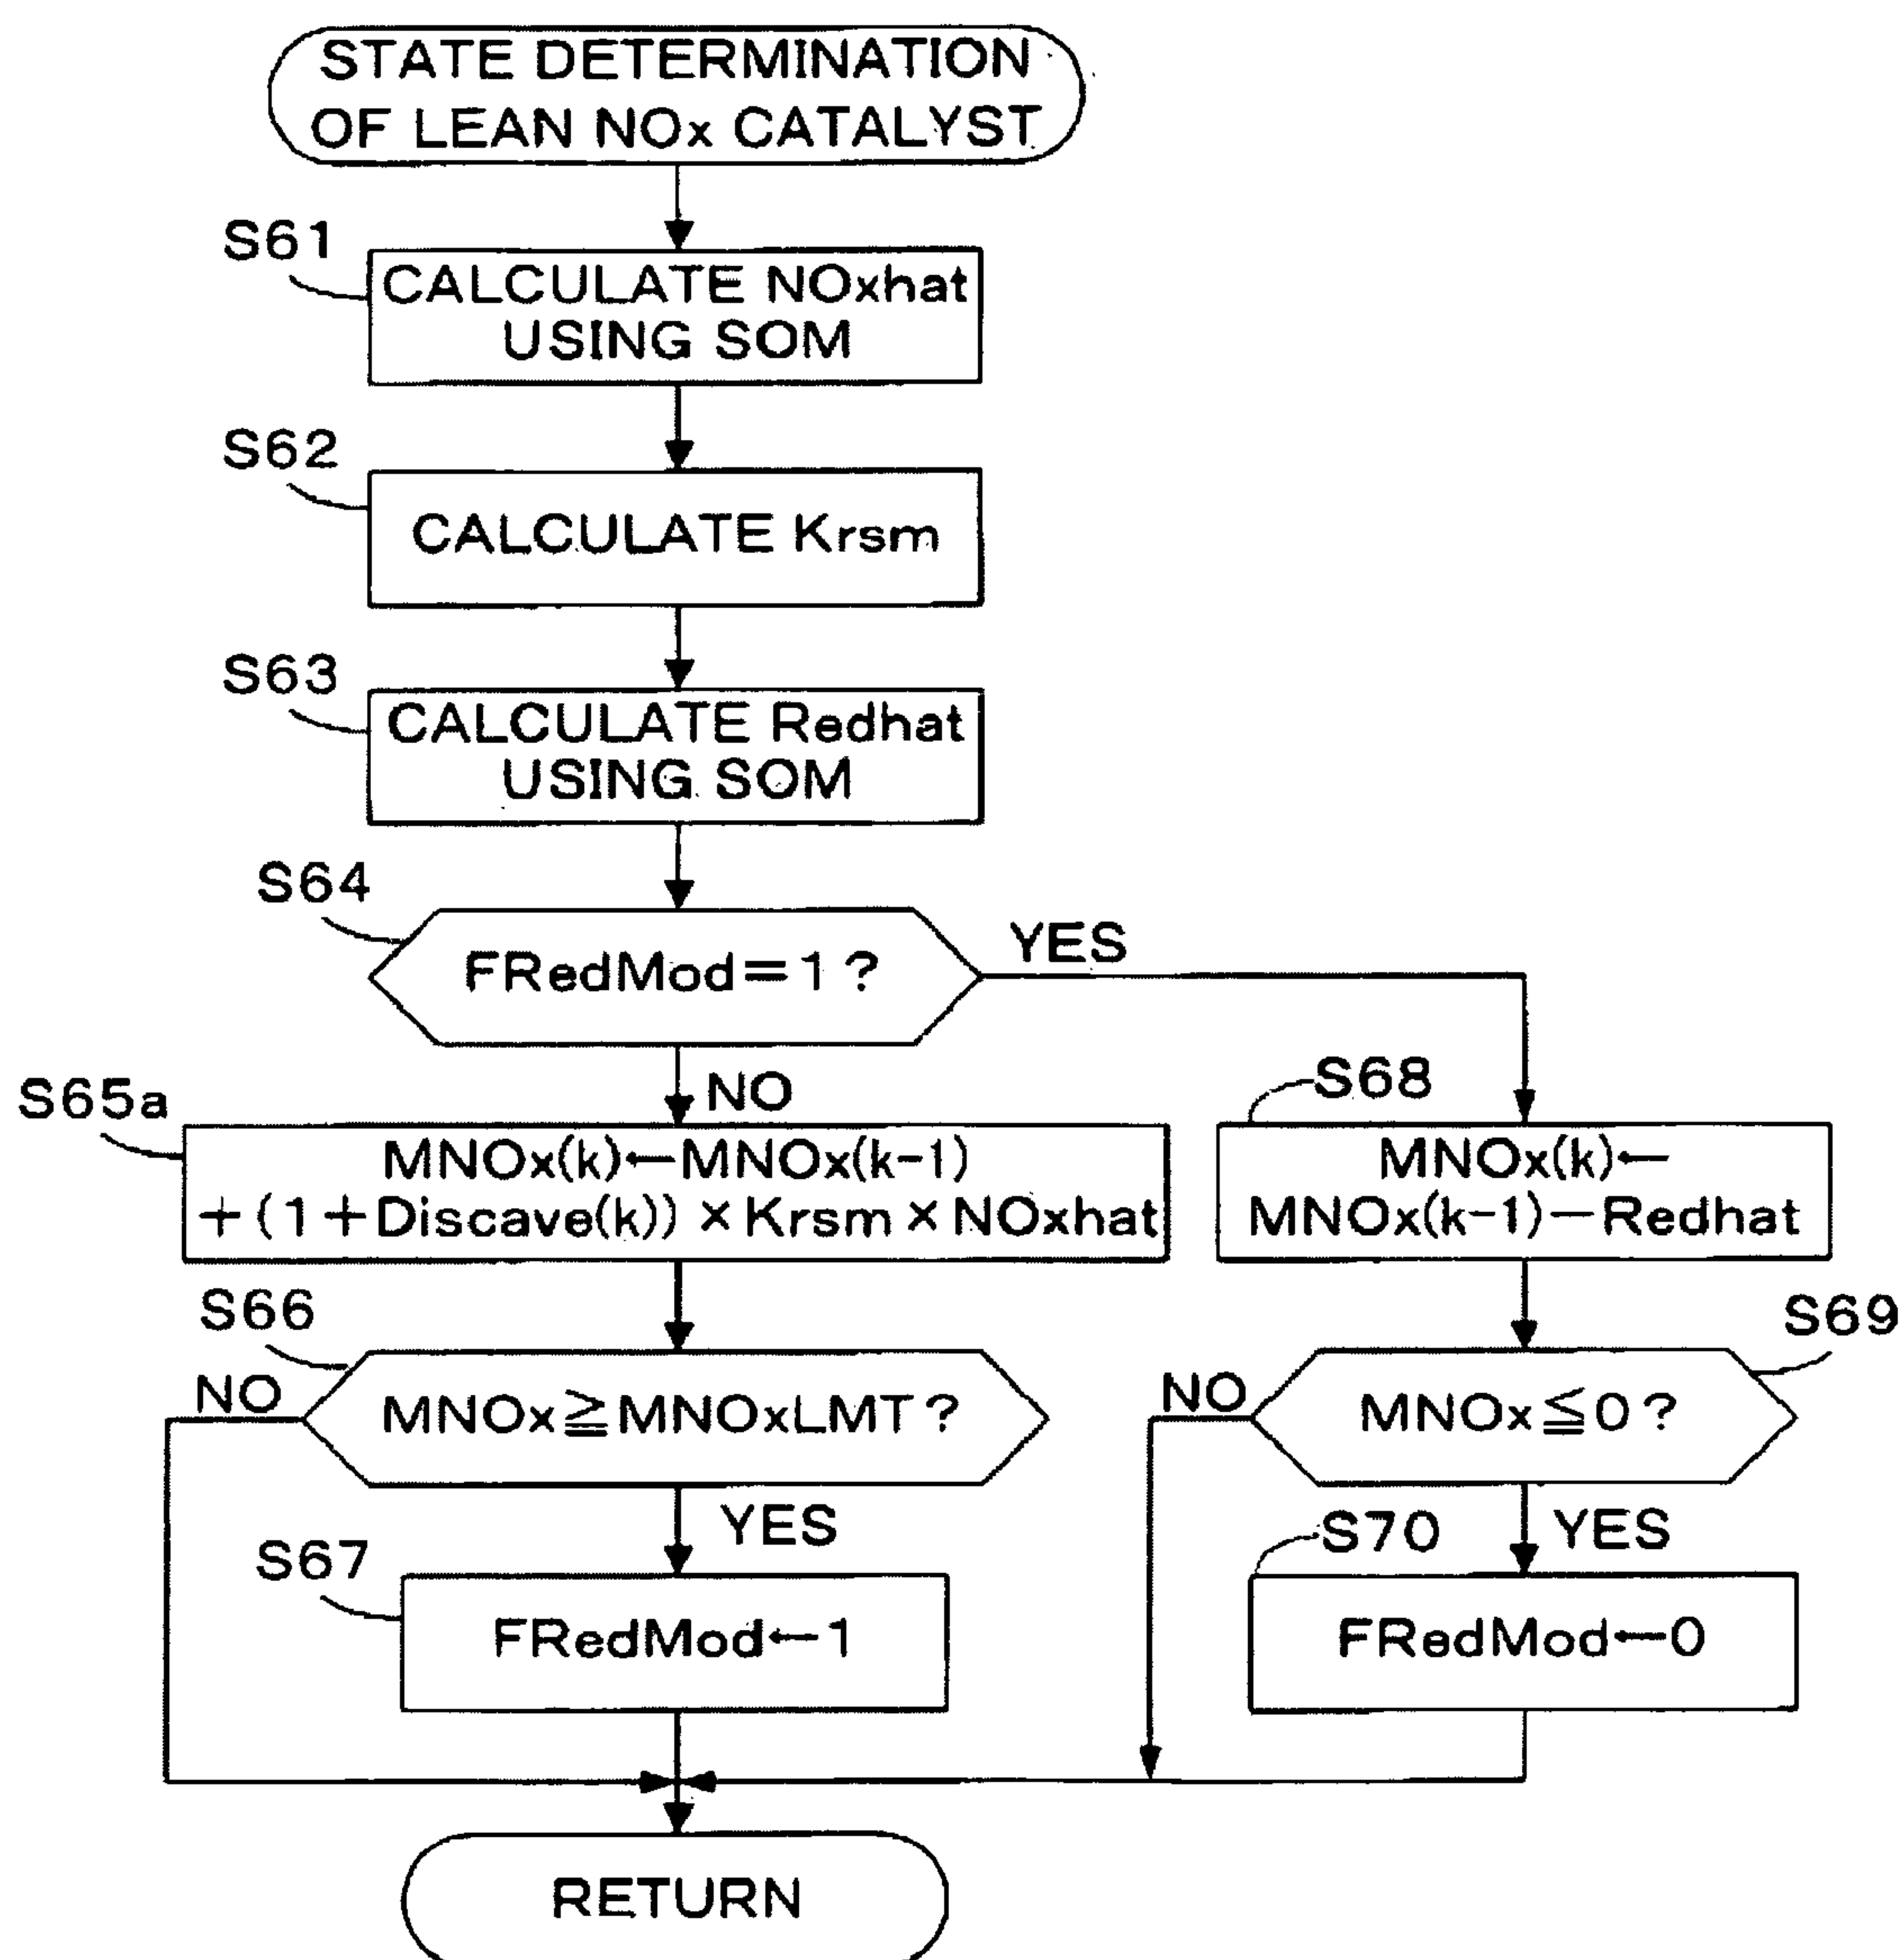 STATE DETERMINATION
OF LEAN NOx CATALYST
S61
CALCULATE NOxhat
USING SOM
S62
CALCULATE Krsm
S63
CALCULATE Redhat
USING SOM
S64
FRedMod=1?
YES
NO
S65a
MNOx(k)←MNOx(k-1)
+(1+Discave(k))×Krsm×NOxhat
S68
MNOx(k)←
MNOx(k-1)−Redhat
S66
NO
MNOx≧MNOxLMT?
YES
S69
NO
MNOx≦0?
YES
S67
FRedMod←1
S70
FRedMod←0
RETURN